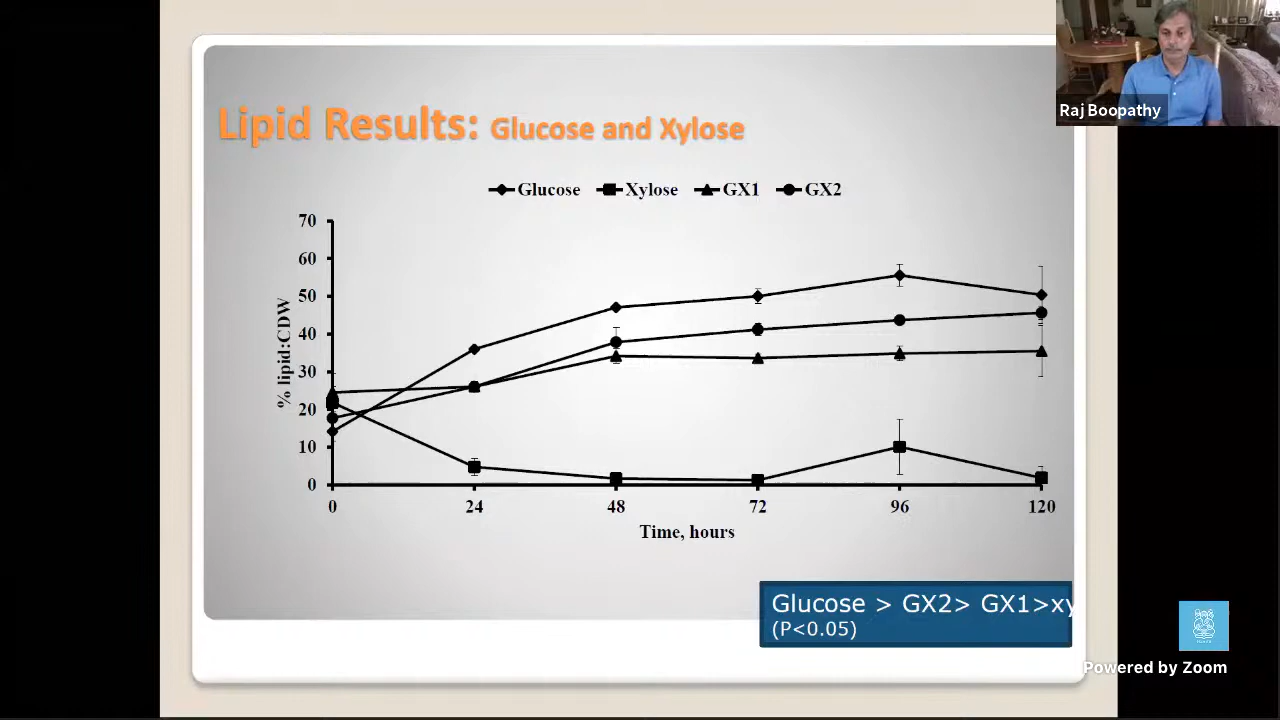 Raj Boopathy
Lipid Results: Glucose and Xylose
Glucose Xylose GX1 GX2
70
60
50
40
30
20
10
0
% lipid:CDW
0 24 48 72 96 120
Time, hours
Glucose > GX2> GX1>xy
(P<0.05)
Powered by Zoom